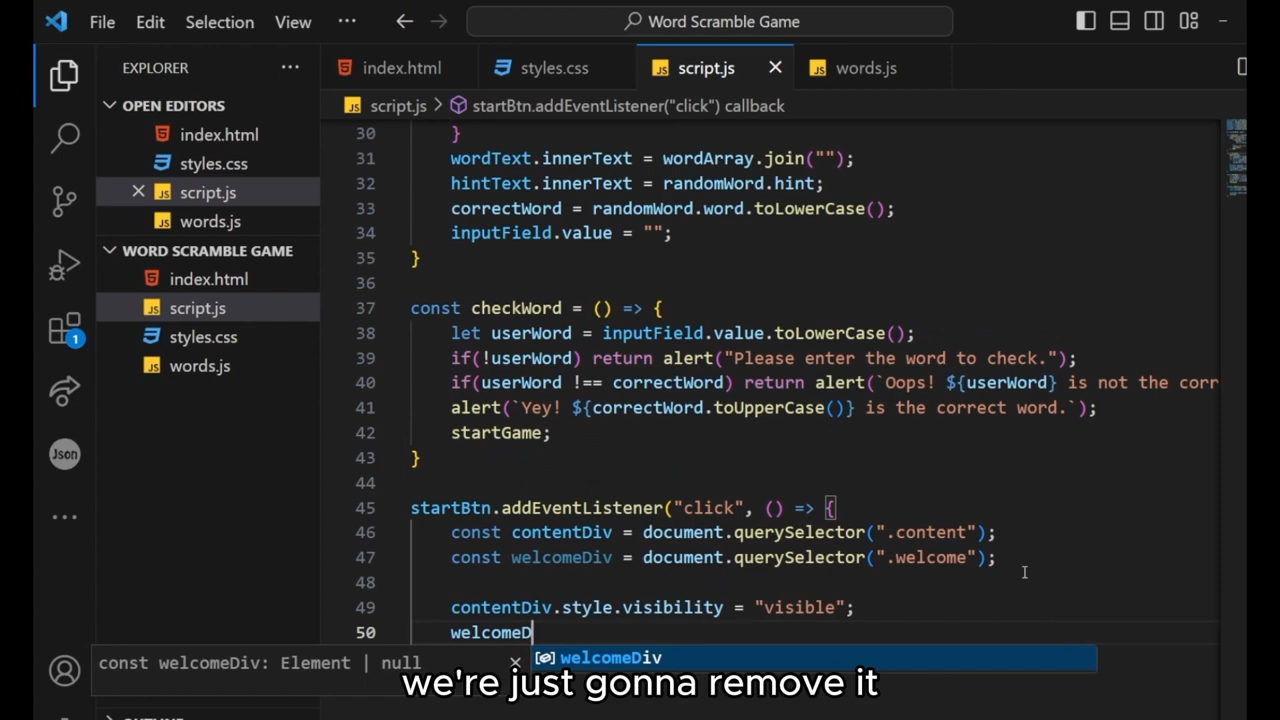 File Edit Selection View ··· Word Scramble Game
EXPLORER ···
OPEN EDITORS
index.html
styles.css
script.js
words.js
WORD SCRAMBLE GAME
index.html
script.js
styles.css
words.js
1
Json
index.html styles.css script.js words.js
script.js > startBtn.addEventListener("click") callback
30 }
31 wordText.innerText = wordArray.join("");
32 hintText.innerText = randomWord.hint;
33 correctWord = randomWord.word.toLowerCase();
34 inputField.value = "";
35 }
36
37 const checkWord = () => {
38 let userWord = inputField.value.toLowerCase();
39 if(!userWord) return alert("Please enter the word to check.");
40 if(userWord !== correctWord) return alert(`Oops! ${userWord} is not the corr
41 alert(`Yey! ${correctWord.toUpperCase()} is the correct word.`);
42 startGame;
43 }
44
45 startBtn.addEventListener("click", () => {
46 const contentDiv = document.querySelector(".content");
47 const welcomeDiv = document.querySelector(".welcome");
48
49 contentDiv.style.visibility = "visible";
50 welcomeD
const welcomeDiv: Element | null
welcomeDiv
we're just gonna remove it